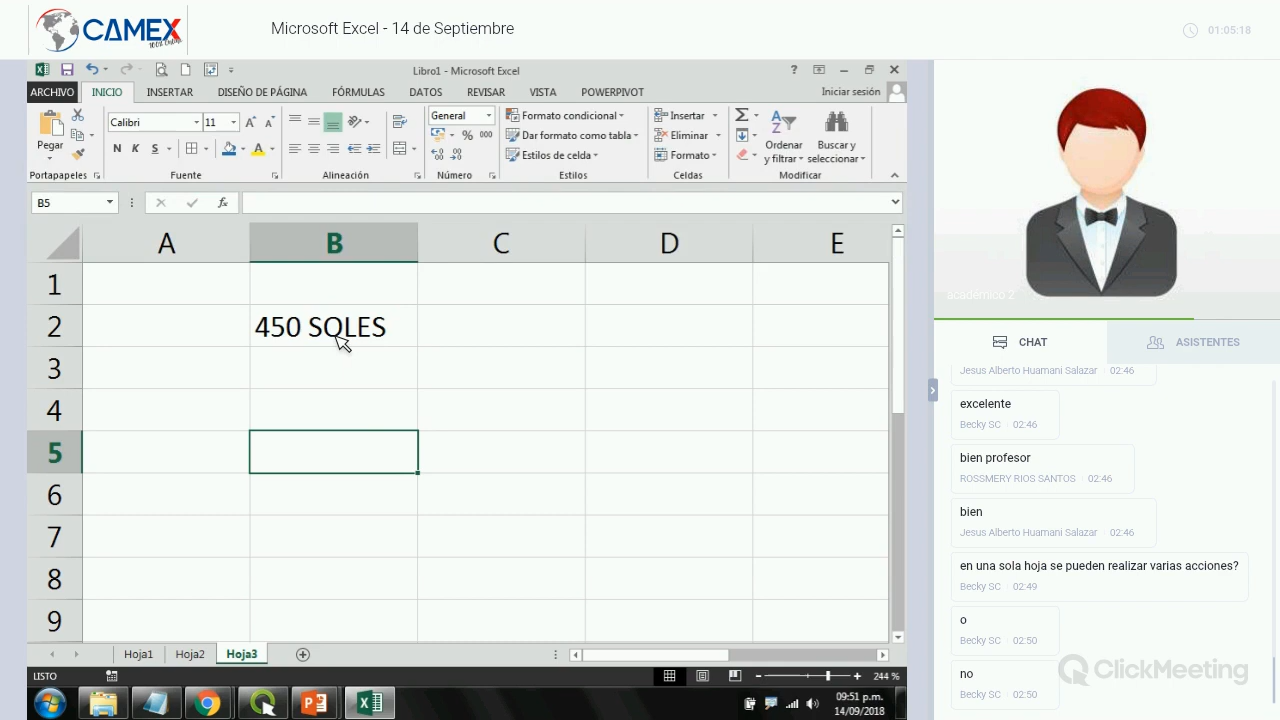 CAMEX
100% Online
Microsoft Excel - 14 de Septiembre
01:05:18
Libro1 - Microsoft Excel
ARCHIVO INICIO INSERTAR DISEÑO DE PÁGINA FÓRMULAS DATOS REVISAR VISTA POWERPIVOT Iniciar sesión
Pegar
Calibri 11
N K S
General
% 000
Formato condicional
Dar formato como tabla
Estilos de celda
Insertar
Eliminar
Formato
Ordenar y filtrar
Buscar y seleccionar
Portapapeles Fuente Alineación Número Estilos Celdas Modificar
B5
fx
A B C D E
1
2 450 SOLES
3
4
5
6
7
8
9
Hoja1 Hoja2 Hoja3
LISTO
244 %
09:51 p.m.
14/09/2018
académico 2
CHAT ASISTENTES
Jesus Alberto Huamani Salazar 02:46
excelente
Becky SC 02:46
bien profesor
ROSSMERY RIOS SANTOS 02:46
bien
Jesus Alberto Huamani Salazar 02:46
en una sola hoja se pueden realizar varias acciones?
Becky SC 02:49
o
Becky SC 02:50
no
Becky SC 02:50
ClickMeeting